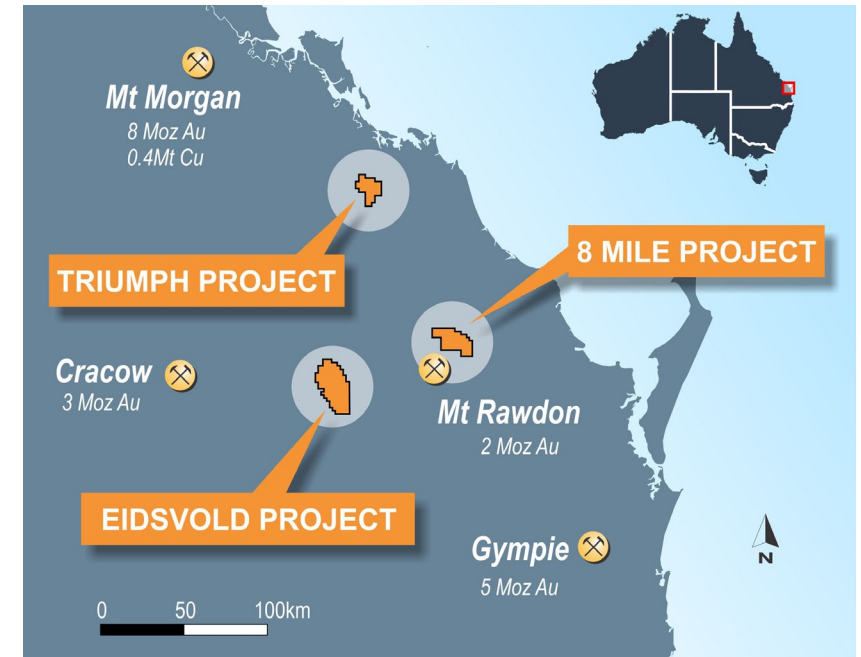 Mt Morgan
8 Moz Au
0.4Mt Cu
TRIUMPH PROJECT
8 MILE PROJECT
Cracow
3 Moz Au
Mt Rawdon
2 Moz Au
EIDSVOLD PROJECT
Gympie
5 Moz Au
N
0 50 100km